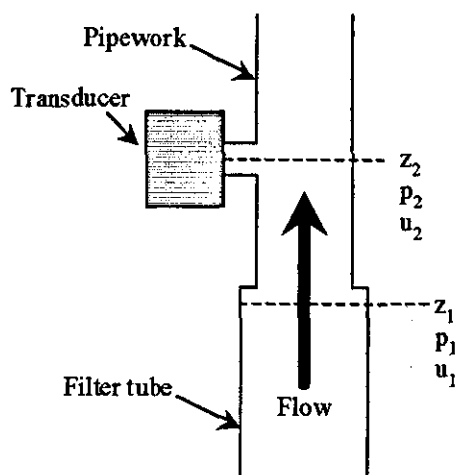 Pipework
Transducer
z2
p2
u2
z1
p1
u1
Filter tube
Flow